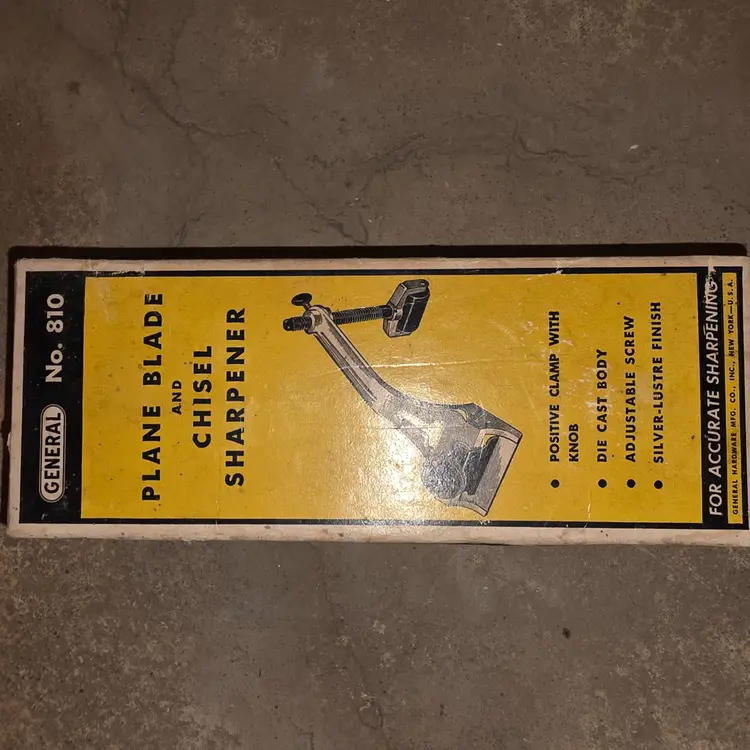 GENERAL No. 810
PLANE BLADE
AND
CHISEL
SHARPENER
• POSITIVE CLAMP WITH
KNOB
• DIE CAST BODY
• ADJUSTABLE SCREW
• SILVER-LUSTRE FINISH
FOR ACCURATE SHARPENING
GENERAL HARDWARE MFG. CO., INC., NEW YORK—U.S.A.